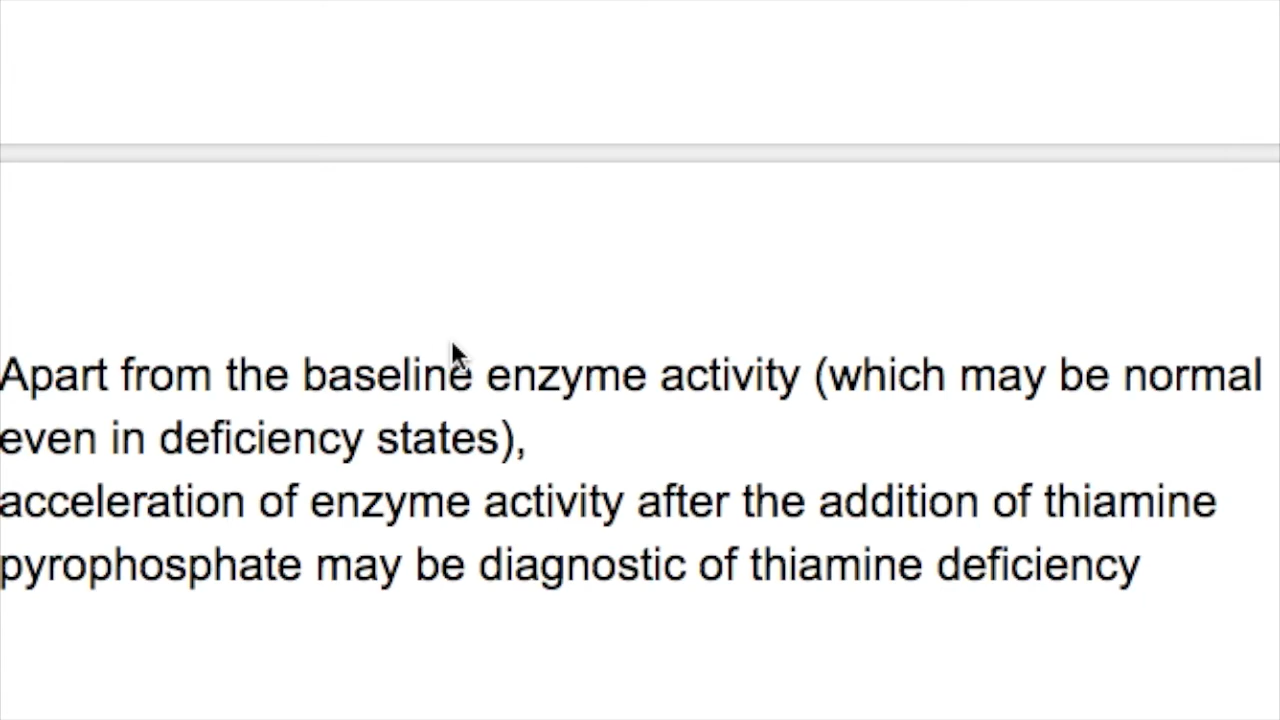 Apart from the baseline enzyme activity (which may be normal
even in deficiency states),
acceleration of enzyme activity after the addition of thiamine
pyrophosphate may be diagnostic of thiamine deficiency